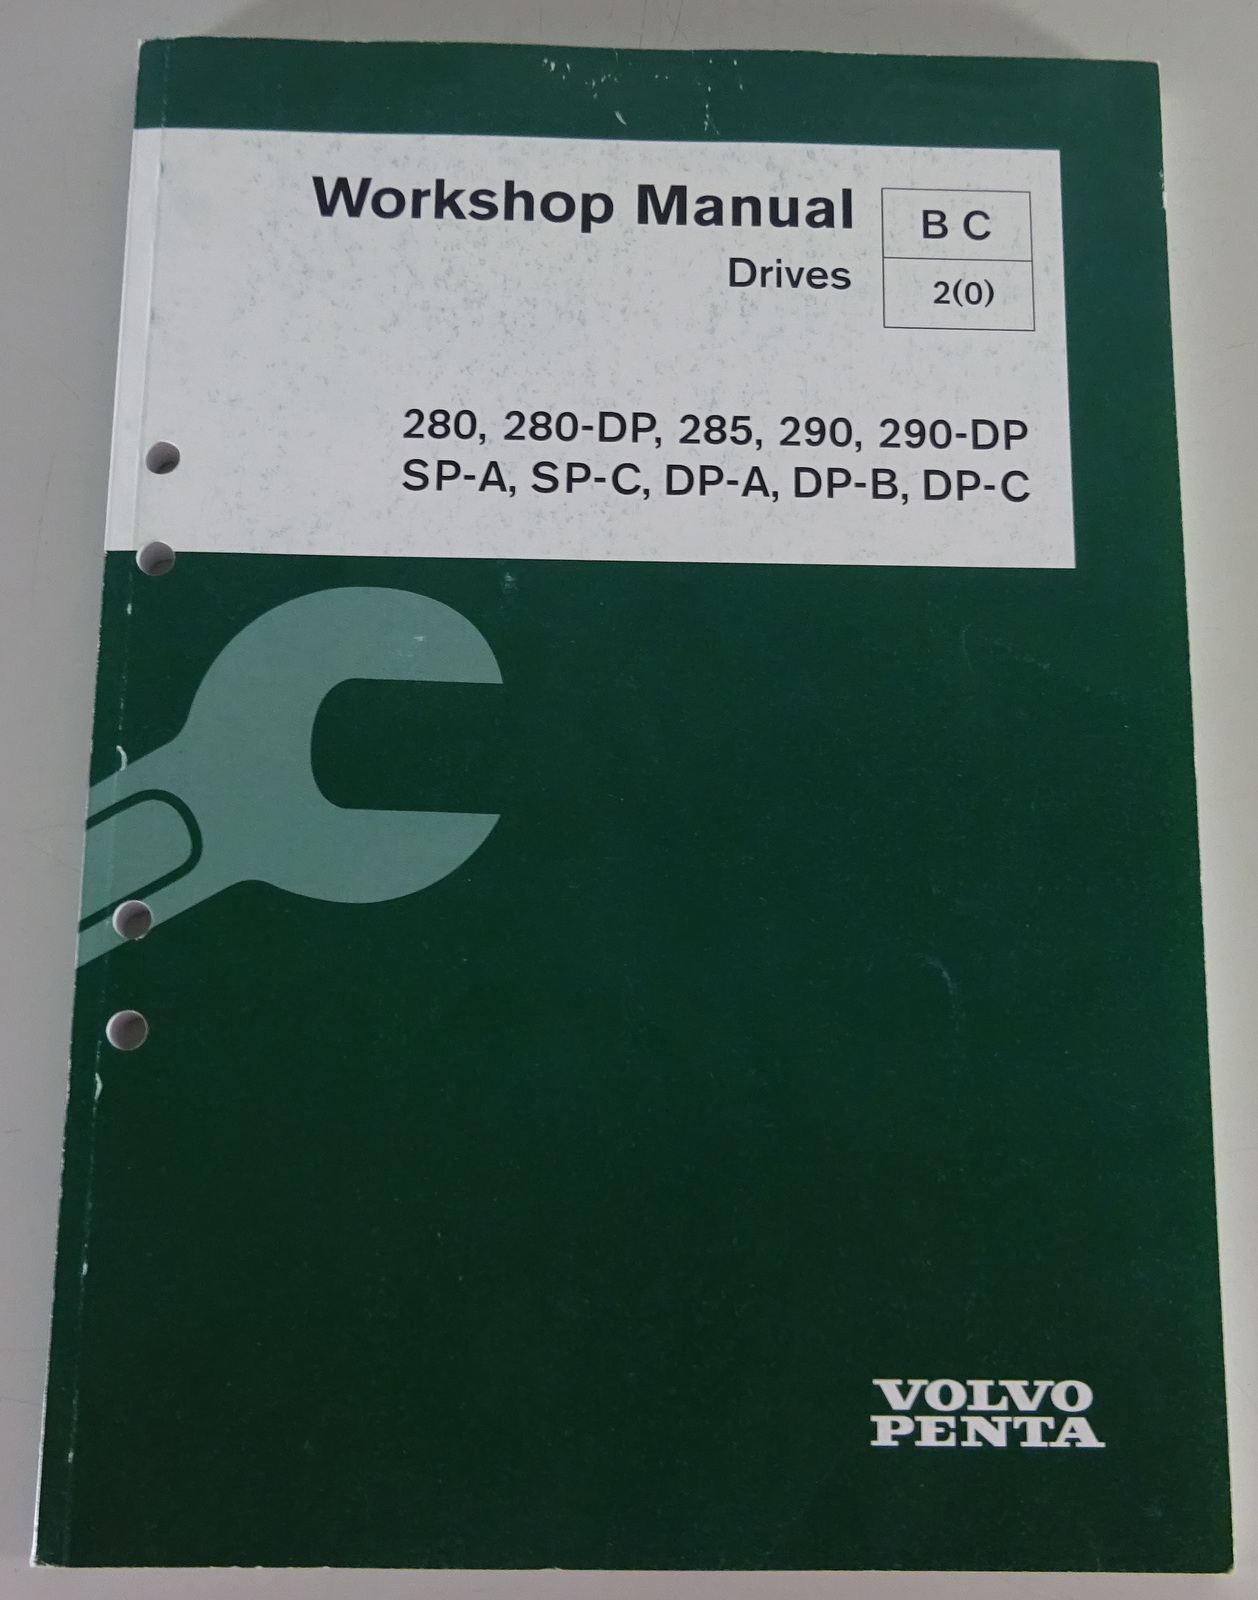 Workshop Manual
B C
Drives
2(0)
280, 280-DP, 285, 290, 290-DP
SP-A, SP-C, DP-A, DP-B, DP-C
VOLVO
PENTA